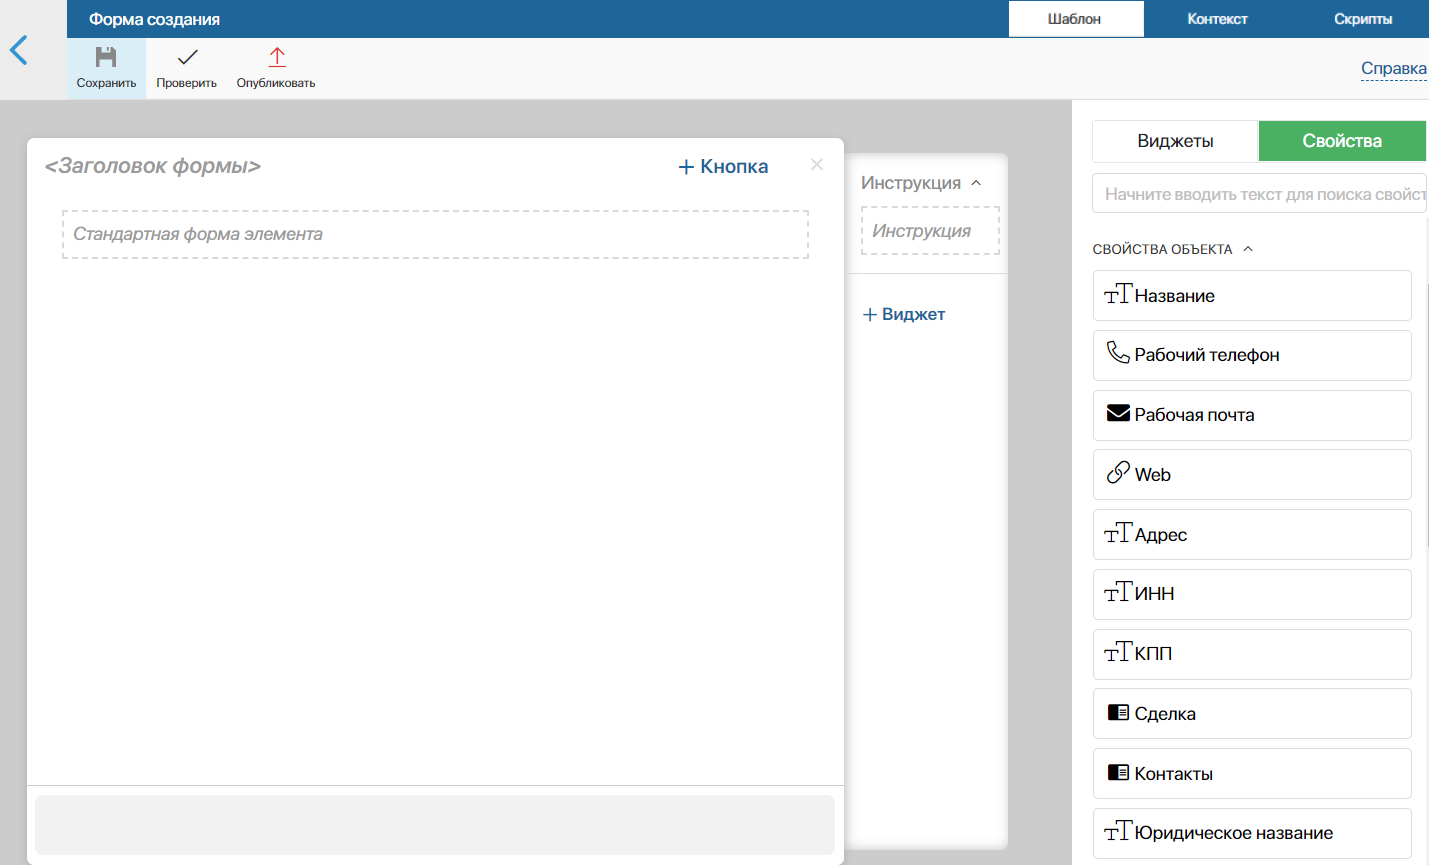 Форма создания
Шаблон
Контекст
Скрипты
Сохранить
Проверить
Опубликовать
Справка
<Заголовок формы>
+ Кнопка
Стандартная форма элемента
Инструкция
Инструкция
+ Виджет
Виджеты
Свойства
Начните вводить текст для поиска свойст
СВОЙСТВА ОБЪЕКТА
Название
Рабочий телефон
Рабочая почта
Web
Адрес
ИНН
КПП
Сделка
Контакты
Юридическое название